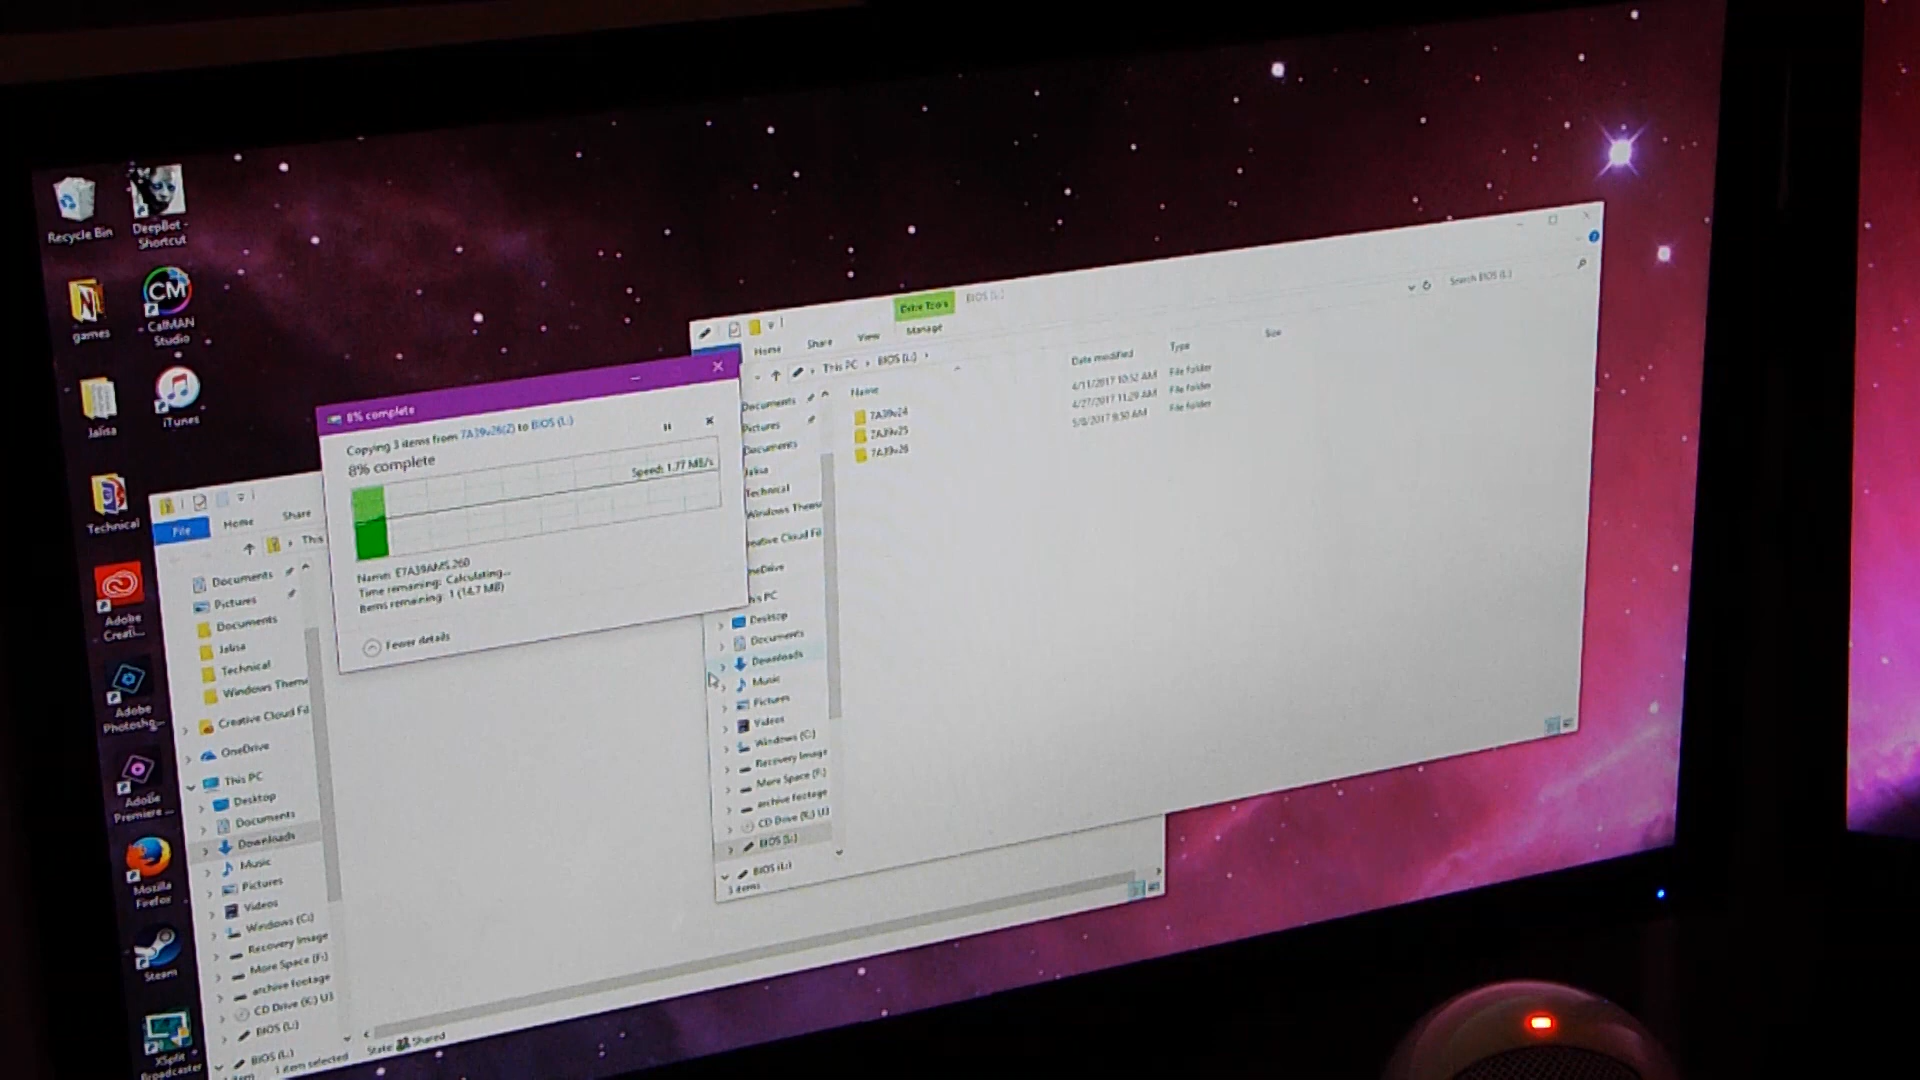 Recycle Bin
DeepBot -
Shortcut
games
CalMAN
Studio
Jalisa
iTunes
Technical
Adobe
Creati...
Adobe
Photosho...
Adobe
Premiere ...
Mozilla
Firefox
Steam
XSplit
Broadcaster
File
Home
Share
This
Documents
Pictures
Documents
Jalisa
Technical
Windows Theme
Creative Cloud Fil
OneDrive
This PC
Desktop
Documents
Downloads
Music
Pictures
Videos
Windows (C:)
Recovery Image
More Space (F:)
archive footage
CD Drive (K:) U3
BIOS (L:)
BIOS (L:)
1 item selected
State: Shared
8% complete
Copying 3 items from 7A39v26(2) to BIOS (L:)
8% complete
Speed: 1.77 MB/s
Name: E7A39AMS.260
Time remaining: Calculating...
Items remaining: 1 (14.7 MB)
Fewer details
BIOS (L:)
Home
Share
View
Manage
This PC
BIOS (L:)
Search BIOS (L:)
Name
Date modified
Type
Size
7A39v24
4/11/2017 10:52 AM
File folder
7A39v25
4/27/2017 11:29 AM
File folder
7A39v26
5/8/2017 9:50 AM
File folder
Documents
Pictures
Documents
Jalisa
Technical
Windows Theme
reative Cloud Fil
neDrive
his PC
Desktop
Documents
Downloads
Music
Pictures
Videos
Windows (C:)
Recovery Image
More Space (F:)
archive footage
CD Drive (K:) U3
BIOS (L:)
BIOS (L:)
3 items